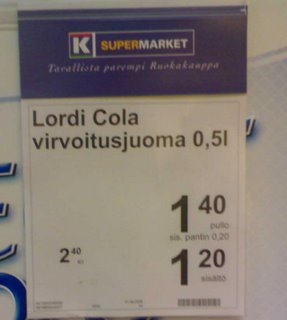 K SUPERMARKET
Tavallista parempi Ruokakauppa
Lordi Cola
virvoitusjuoma 0,5l
1 40
pullo
sis. pantin 0,20
2 40
1 20
sisältö